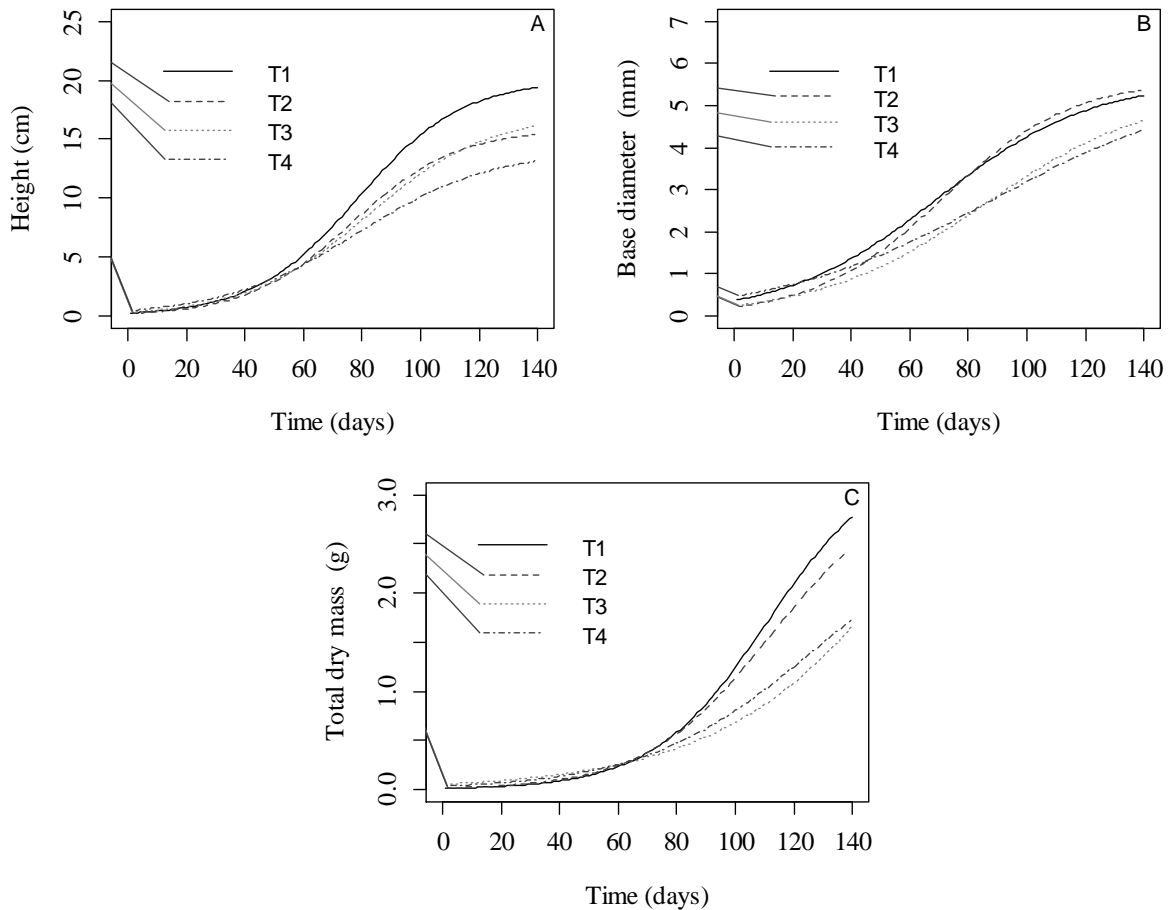 A
Height (cm)
25
20
15
10
5
0
T1
T2
T3
T4
0 20 40 60 80 100 120 140
Time (days)
B
Base diameter (mm)
7
6
5
4
3
2
1
0
T1
T2
T3
T4
0 20 40 60 80 100 120 140
Time (days)
C
Total dry mass (g)
3.0
2.0
1.0
0.0
T1
T2
T3
T4
0 20 40 60 80 100 120 140
Time (days)